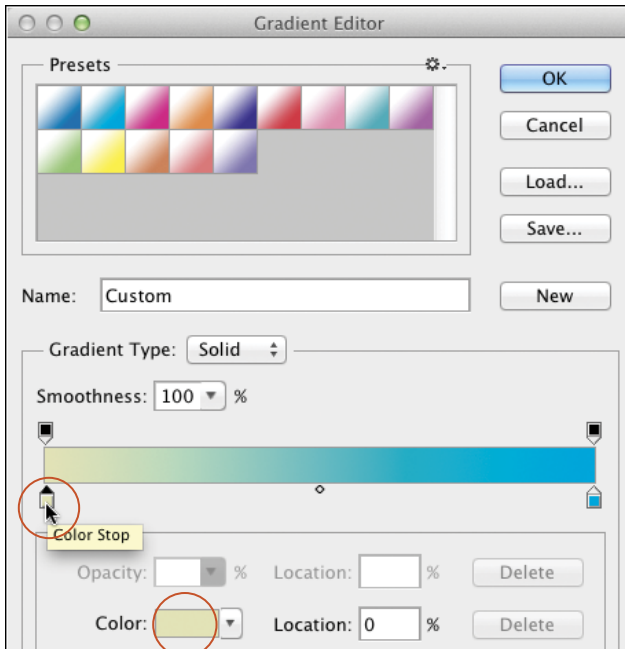 Gradient Editor
Presets
OK
Cancel
Load...
Save...
Name: Custom
New
Gradient Type: Solid
Smoothness: 100 %
Color Stop
Opacity: % Location: % Delete
Color: Location: 0 % Delete